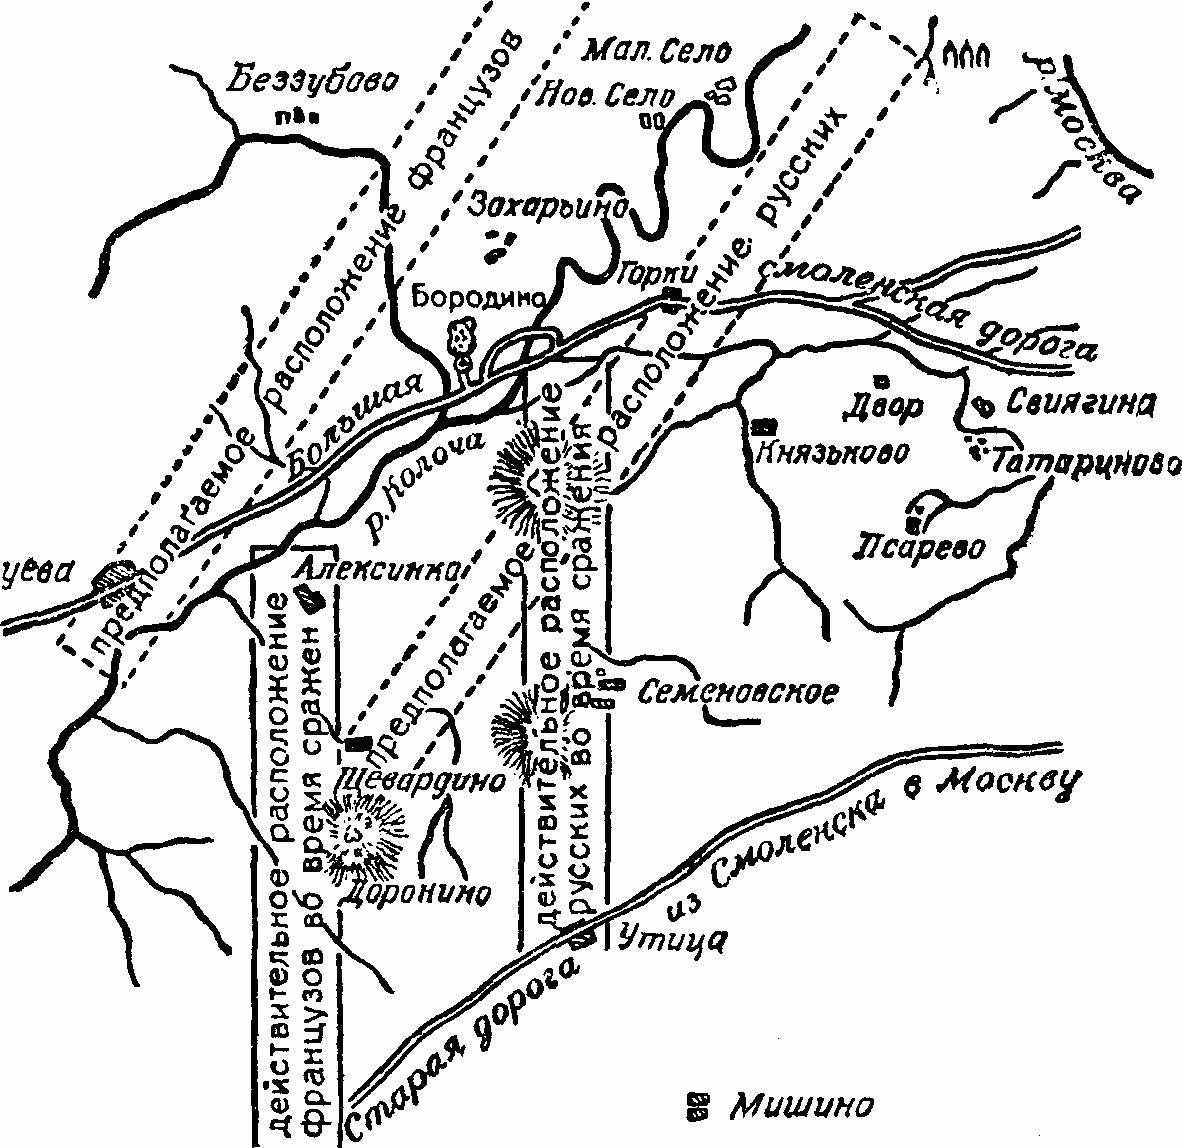 Мал. Село
Беззубово
Нов. Село
р. Москва
Захарьино
Горки
смоленская дорога
Бородино
Большая
р. Колоча
Двор
Свиягина
Князьково
Татариново
Псарево
уева
Алексинка
предполагаемое расположение французов
предполагаемое расположение русских
действительное расположение
французов во время сражен
действительное расположение
русских во время сражения
Семеновское
Шевардино
Доронино
Утица
Старая дорога из Смоленска в Москву
Мишино